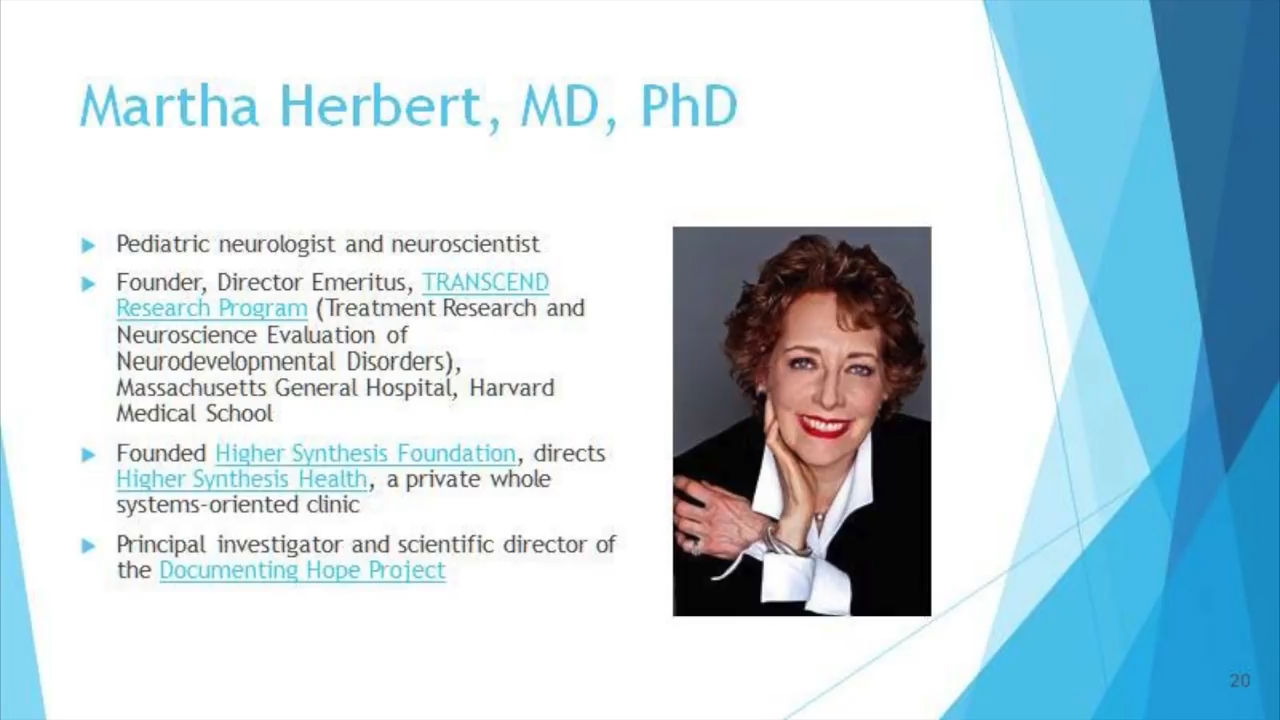 Martha Herbert, MD, PhD
Pediatric neurologist and neuroscientist
Founder, Director Emeritus, TRANSCEND
Research Program (Treatment Research and
Neuroscience Evaluation of
Neurodevelopmental Disorders),
Massachusetts General Hospital, Harvard
Medical School
Founded Higher Synthesis Foundation, directs
Higher Synthesis Health, a private whole
systems-oriented clinic
Principal investigator and scientific director of
the Documenting Hope Project
20